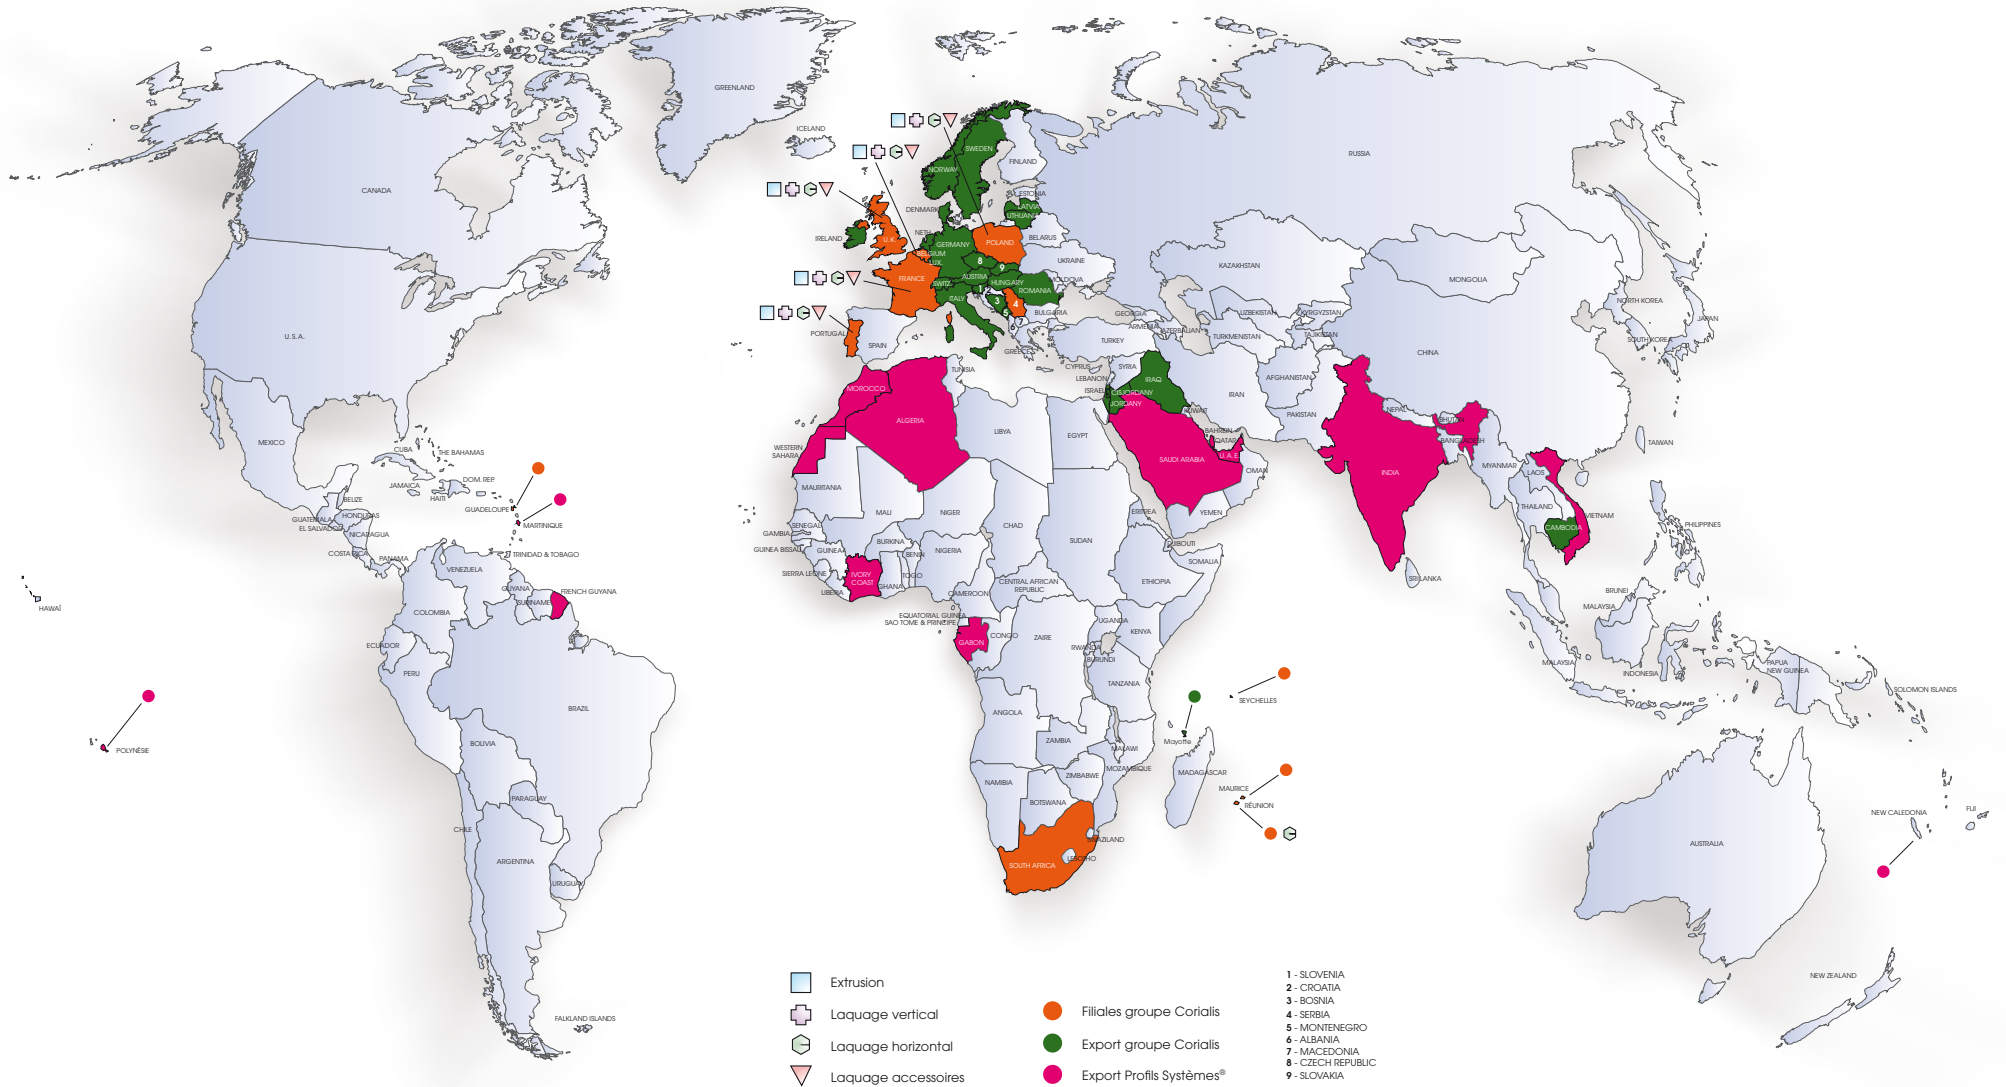 GREENLAND
ICELAND
CANADA
U.S.A.
MEXICO
CUBA
THE BAHAMAS
JAMAICA
HAITI
DOM. REP.
BELIZE
GUATEMALA
HONDURAS
EL SALVADOR
NICARAGUA
COSTA RICA
PANAMA
GUADELOUPE
MARTINIQUE
TRINIDAD & TOBAGO
VENEZUELA
GUYANA
SURINAME
FRENCH GUYANA
COLOMBIA
ECUADOR
PERU
BRAZIL
BOLIVIA
PARAGUAY
CHILE
ARGENTINA
URUGUAY
FALKLAND ISLANDS
HAWAÏ
POLYNÉSIE
SWEDEN
NORWAY
FINLAND
ESTONIA
LATVIA
LITHUANIA
DENMARK
IRELAND
U.K.
NETH.
BELGIUM
LUX.
GERMANY
POLAND
BELARUS
UKRAINE
MOLDOVA
FRANCE
SWITZ.
AUSTRIA
HUNGARY
ROMANIA
ITALY
BULGARIA
GREECE
PORTUGAL
SPAIN
8
9
2
3
4
5
6
7
RUSSIA
KAZAKHSTAN
MONGOLIA
GEORGIA
ARMENIA
AZERBAIJAN
UZBEKISTAN
KYRGYZSTAN
TURKMENISTAN
TAJIKISTAN
TURKEY
CYPRUS
SYRIA
LEBANON
ISRAEL
CISJORDANY
JORDANY
IRAQ
IRAN
KUWAIT
BAHREIN
QATAR
U.A.E.
SAUDI ARABIA
OMAN
YEMEN
AFGHANISTAN
PAKISTAN
INDIA
NEPAL
BHUTAN
BANGLADESH
SRI LANKA
CHINA
NORTH KOREA
SOUTH KOREA
JAPAN
TAIWAN
MYANMAR
LAOS
THAILAND
CAMBODIA
VIETNAM
PHILIPPINES
BRUNEI
MALAYSIA
MALAYSIA
INDONESIA
PAPUA
NEW GUINEA
SOLOMON ISLANDS
AUSTRALIA
NEW CALEDONIA
FIJI
NEW ZEALAND
MOROCCO
ALGERIA
TUNISIA
LIBYA
EGYPT
WESTERN
SAHARA
MAURITANIA
MALI
NIGER
CHAD
SUDAN
ERITREA
DJIBOUTI
SOMALIA
ETHIOPIA
SENEGAL
GAMBIA
GUINEA BISSAU
GUINEA
SIERRA LEONE
LIBERIA
IVORY
COAST
BURKINA
GHANA
TOGO
BENIN
NIGERIA
CAMEROON
CENTRAL AFRICAN
REPUBLIC
EQUATORIAL GUINEA
SAO TOME & PRINCIPE
GABON
CONGO
ZAIRE
UGANDA
KENYA
RWANDA
BURUNDI
TANZANIA
ANGOLA
ZAMBIA
MALAWI
MOZAMBIQUE
ZIMBABWE
NAMIBIA
BOTSWANA
SWAZILAND
LESOTHO
SOUTH AFRICA
MADAGASCAR
Mayotte
SEYCHELLES
MAURICE
RÉUNION
Extrusion
Laquage vertical
Laquage horizontal
Laquage accessoires
Filiales groupe Corialis
Export groupe Corialis
Export Profils Systèmes®
1 - SLOVENIA
2 - CROATIA
3 - BOSNIA
4 - SERBIA
5 - MONTENEGRO
6 - ALBANIA
7 - MACEDONIA
8 - CZECH REPUBLIC
9 - SLOVAKIA